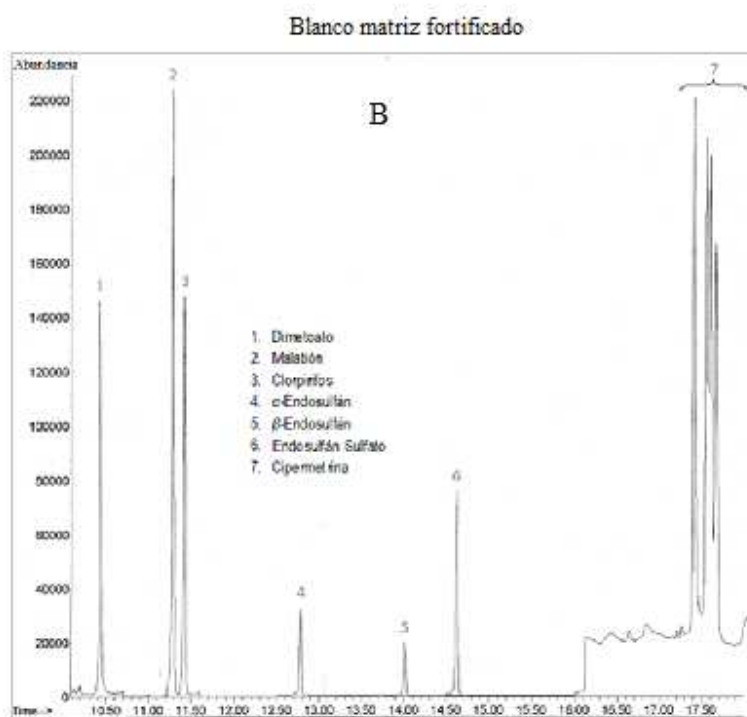 Blanco matriz fortificado
Abundancia
2
7
220000
B
200000
180000
160000
1
3
140000
1. Dimetoato
2. Malatión
120000
3. Clorpirifos
4. α-Endosulfán
100000
5. β-Endosulfán
6. Endosulfán Sulfato
7. Cipermetrina
80000
6
60000
40000
4
5
20000
0
Time--> 10.50 11.00 11.50 12.00 12.50 13.00 13.50 14.00 14.50 15.00 15.50 16.00 16.50 17.00 17.50